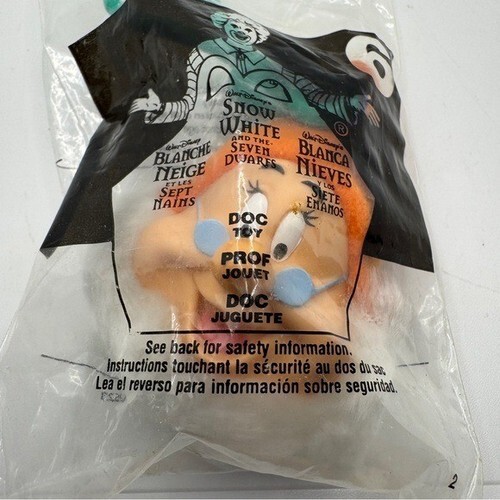 6
Walt Disney's
SNOW
WHITE
AND THE
SEVEN
DWARFS
®
Walt Disney's
BLANCHE
NEIGE
ET LES
SEPT
NAINS
Walt Disney's
BLANCA
NIEVES
Y LOS
SIETE
ENANOS
DOC
TOY
PROF
JOUET
DOC
JUGUETE
See back for safety information.
Instructions touchant la sécurité au dos du sac
Lea el reverso para información sobre seguridad.
2